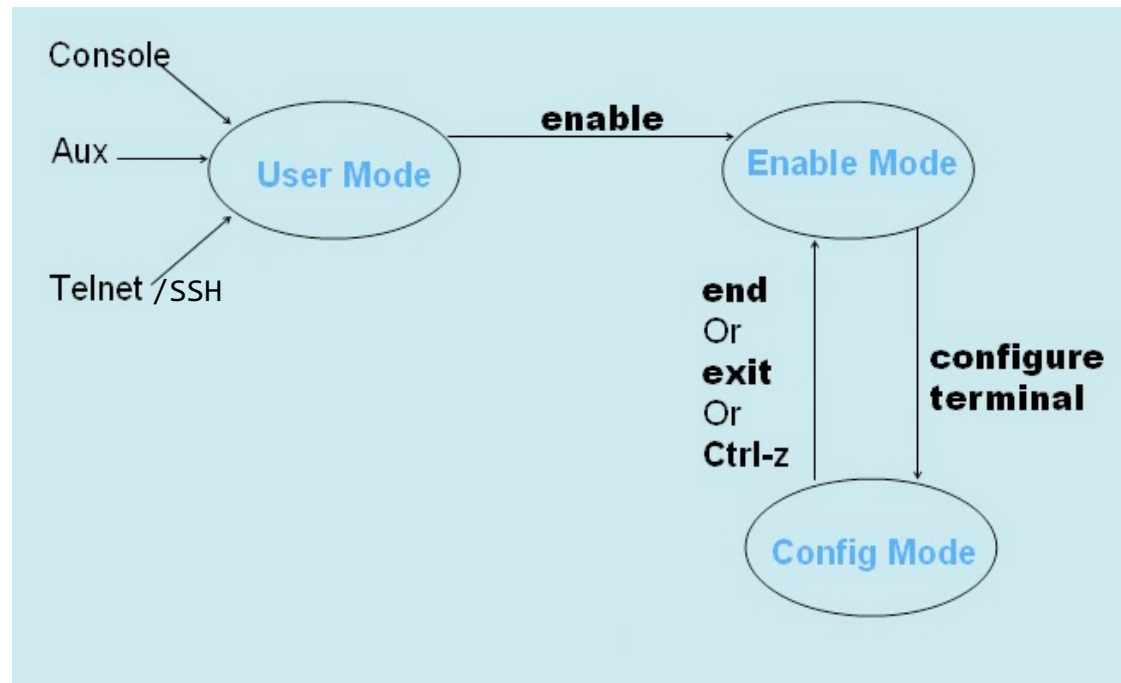 Console
Aux
Telnet /SSH
User Mode
enable
Enable Mode
end
Or
exit
Or
Ctrl-z
configure
terminal
Config Mode